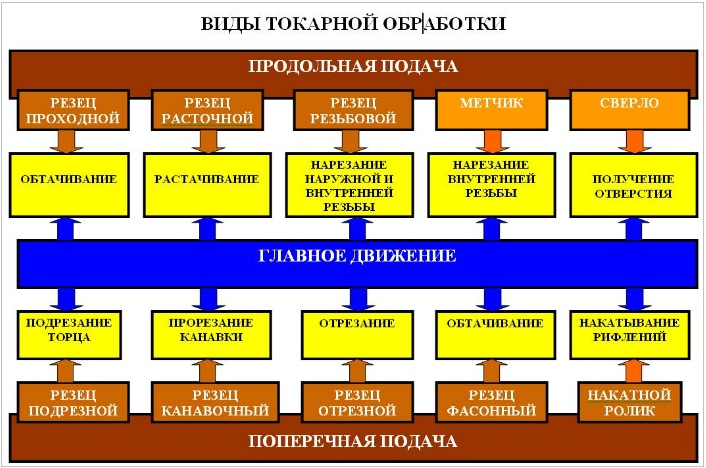 ВИДЫ ТОКАРНОЙ ОБРАБОТКИ
ПРОДОЛЬНАЯ ПОДАЧА
РЕЗЕЦ
ПРОХОДНОЙ
РЕЗЕЦ
РАСТОЧНОЙ
РЕЗЕЦ
РЕЗЬБОВОЙ
МЕТЧИК
СВЕРЛО
ОБТАЧИВАНИЕ
РАСТАЧИВАНИЕ
НАРЕЗАНИЕ
НАРУЖНОЙ И
ВНУТРЕННЕЙ
РЕЗЬБЫ
НАРЕЗАНИЕ
ВНУТРЕННЕЙ
РЕЗЬБЫ
ПОЛУЧЕНИЕ
ОТВЕРСТИЯ
ГЛАВНОЕ ДВИЖЕНИЕ
ПОДРЕЗАНИЕ
ТОРЦА
ПРОРЕЗАНИЕ
КАНАВКИ
ОТРЕЗАНИЕ
ОБТАЧИВАНИЕ
НАКАТЫВАНИЕ
РИФЛЕНИЙ
РЕЗЕЦ
ПОДРЕЗНОЙ
РЕЗЕЦ
КАНАВОЧНЫЙ
РЕЗЕЦ
ОТРЕЗНОЙ
РЕЗЕЦ
ФАСОННЫЙ
НАКАТНОЙ
РОЛИК
ПОПЕРЕЧНАЯ ПОДАЧА